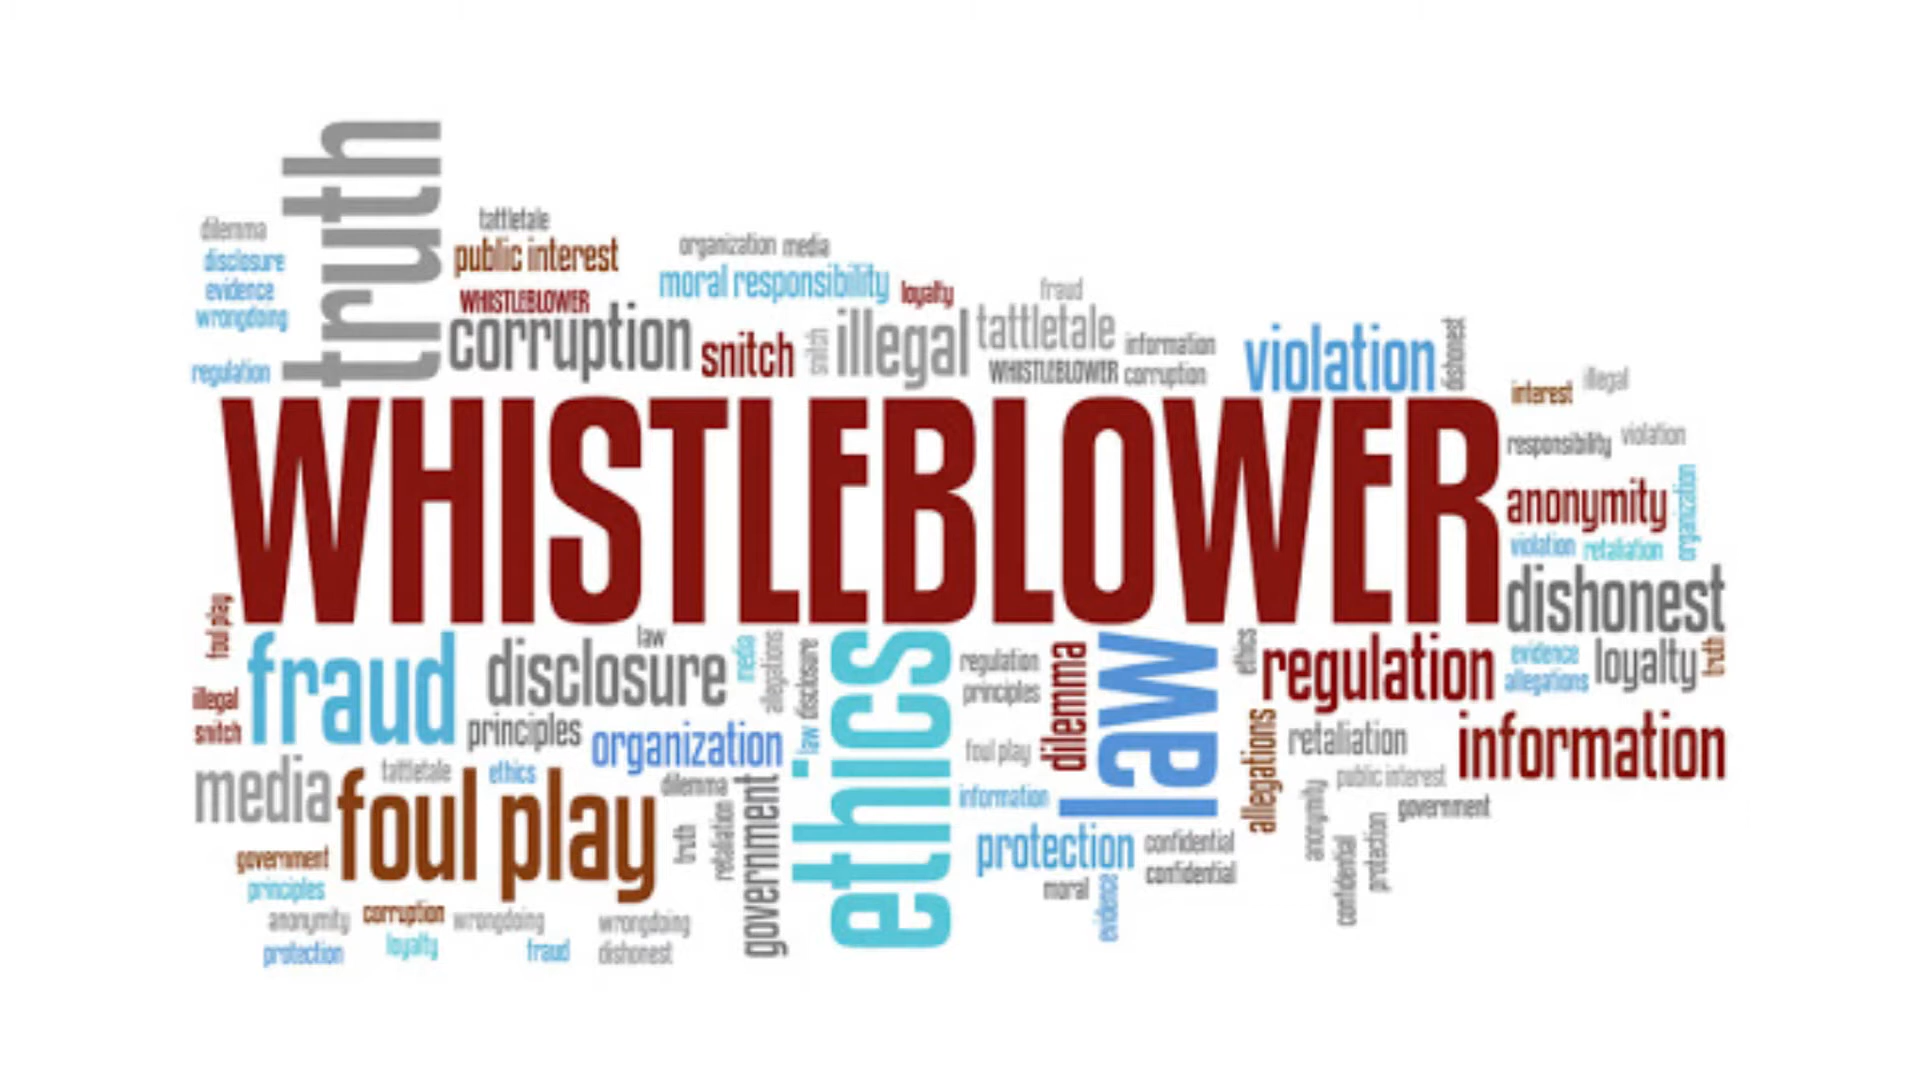 truth
dilemma
disclosure
evidence
wrongdoing
regulation
tattletale
public interest
WHISTLEBLOWER
corruption
organization
media
moral responsibility
loyalty
snitch
snitch
illegal
fraud
tattletale
WHISTLEBLOWER
information
corruption
violation
dishonest
interest
illegal
WHISTLEBLOWER
responsibility
violation
anonymity
organization
violation
retaliation
dishonest
foul play
fraud
law
disclosure
media
allegations
disclosure
law
ethics
regulation
principles
dilemma
law
ethics
regulation
evidence
allegations
loyalty
truth
illegal
snitch
principles
organization
foul play
allegations
retaliation
information
media
tattletale
ethics
foul play
dilemma
truth
retaliation
government
information
public interest
government
anonymity
confidential
protection
protection
confidential
confidential
moral
evidence
government
principles
anonymity
corruption
wrongdoing
wrongdoing
protection
loyalty
fraud
dishonest